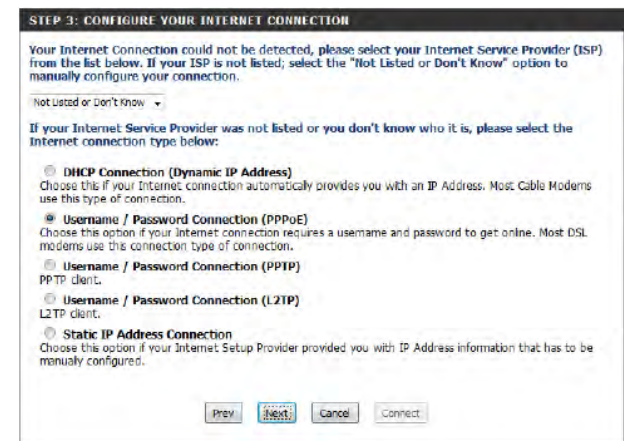 STEP 3: CONFIGURE YOUR INTERNET CONNECTION
Your Internet Connection could not be detected, please select your Internet Service Provider (ISP)
from the list below. If your ISP is not listed; select the "Not Listed or Don't Know" option to
manually configure your connection.
Not Listed or Don't Know
If your Internet Service Provider was not listed or you don't know who it is, please select the
Internet connection type below:
DHCP Connection (Dynamic IP Address)
Choose this if your Internet connection automatically provides you with an IP Address. Most Cable Modems
use this type of connection.
Username / Password Connection (PPPoE)
Choose this option if your Internet connection requires a username and password to get online. Most DSL
modems use this connection type of connection.
Username / Password Connection (PPTP)
PPTP client.
Username / Password Connection (L2TP)
L2TP client.
Static IP Address Connection
Choose this option if your Internet Setup Provider provided you with IP Address information that has to be
manualy configured.
Prev Next Cancel Connect